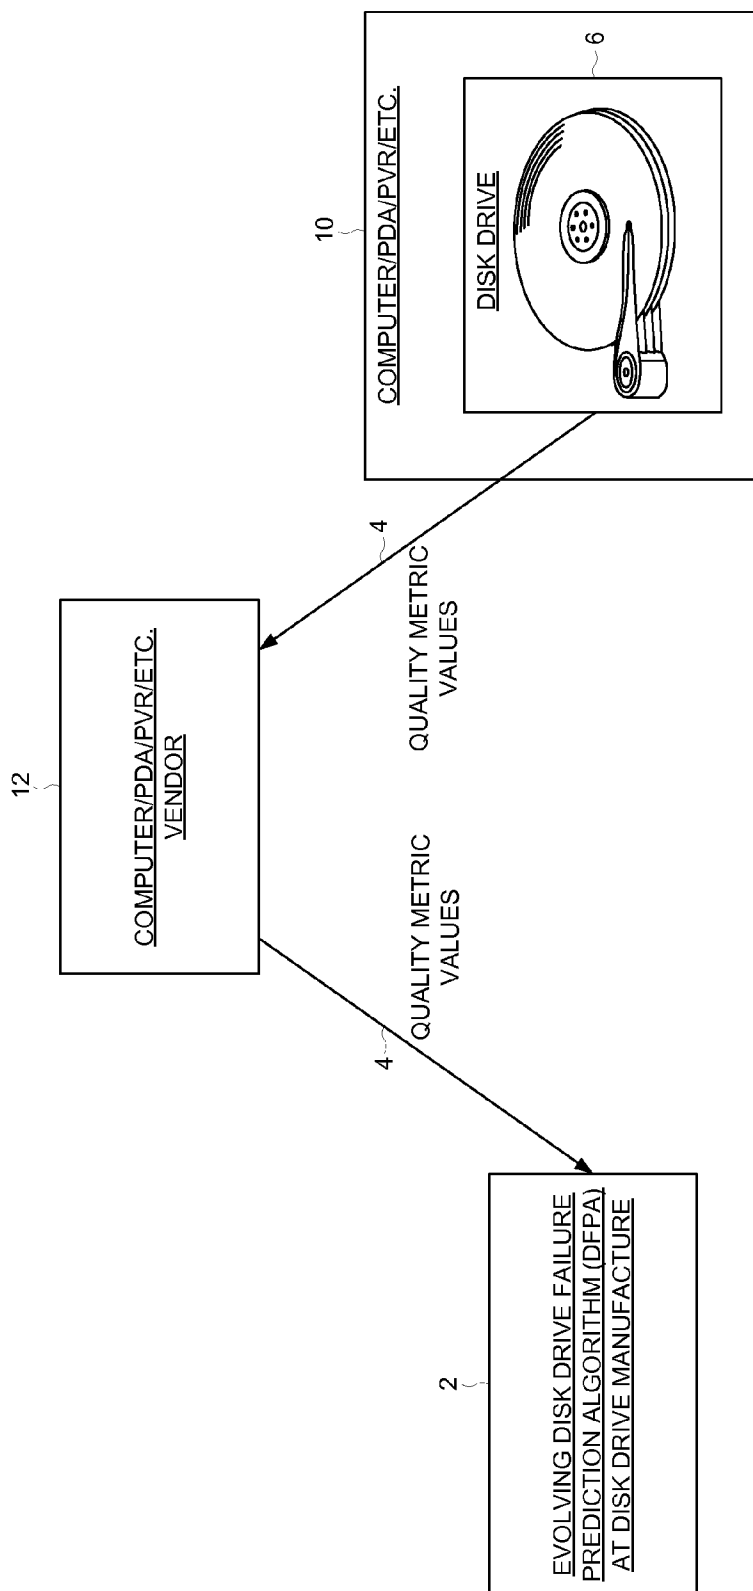 12
COMPUTER/PDA/PVR/ETC.
VENDOR
10
COMPUTER/PDA/PVR/ETC.
DISK DRIVE
6
4
QUALITY METRIC
VALUES
4
QUALITY METRIC
VALUES
2
EVOLVING DISK DRIVE FAILURE
PREDICTION ALGORITHM (DFPA)
AT DISK DRIVE MANUFACTURE